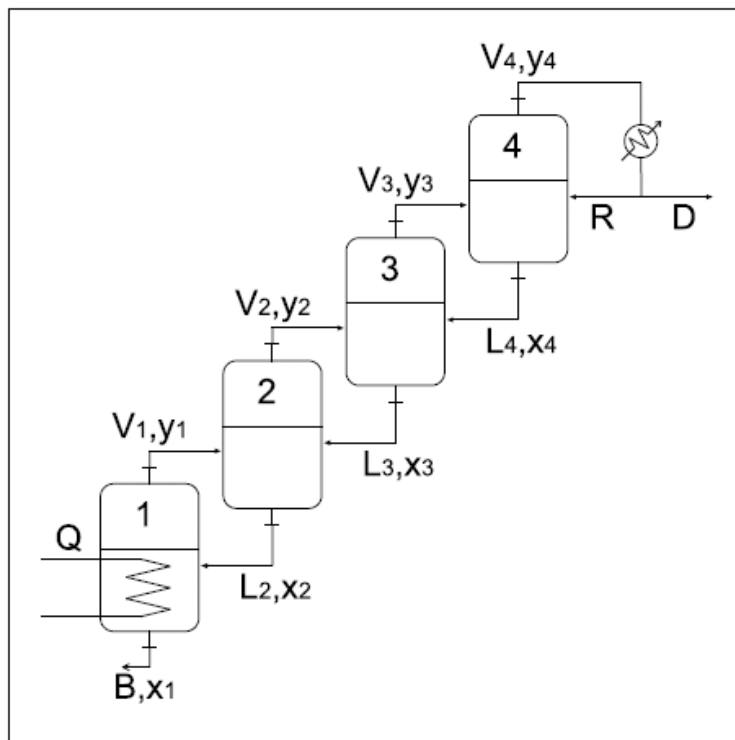 V4,y4
4
V3,y3
R D
3
V2,y2
L4,x4
2
V1,y1
L3,x3
1
Q
L2,x2
B,x1